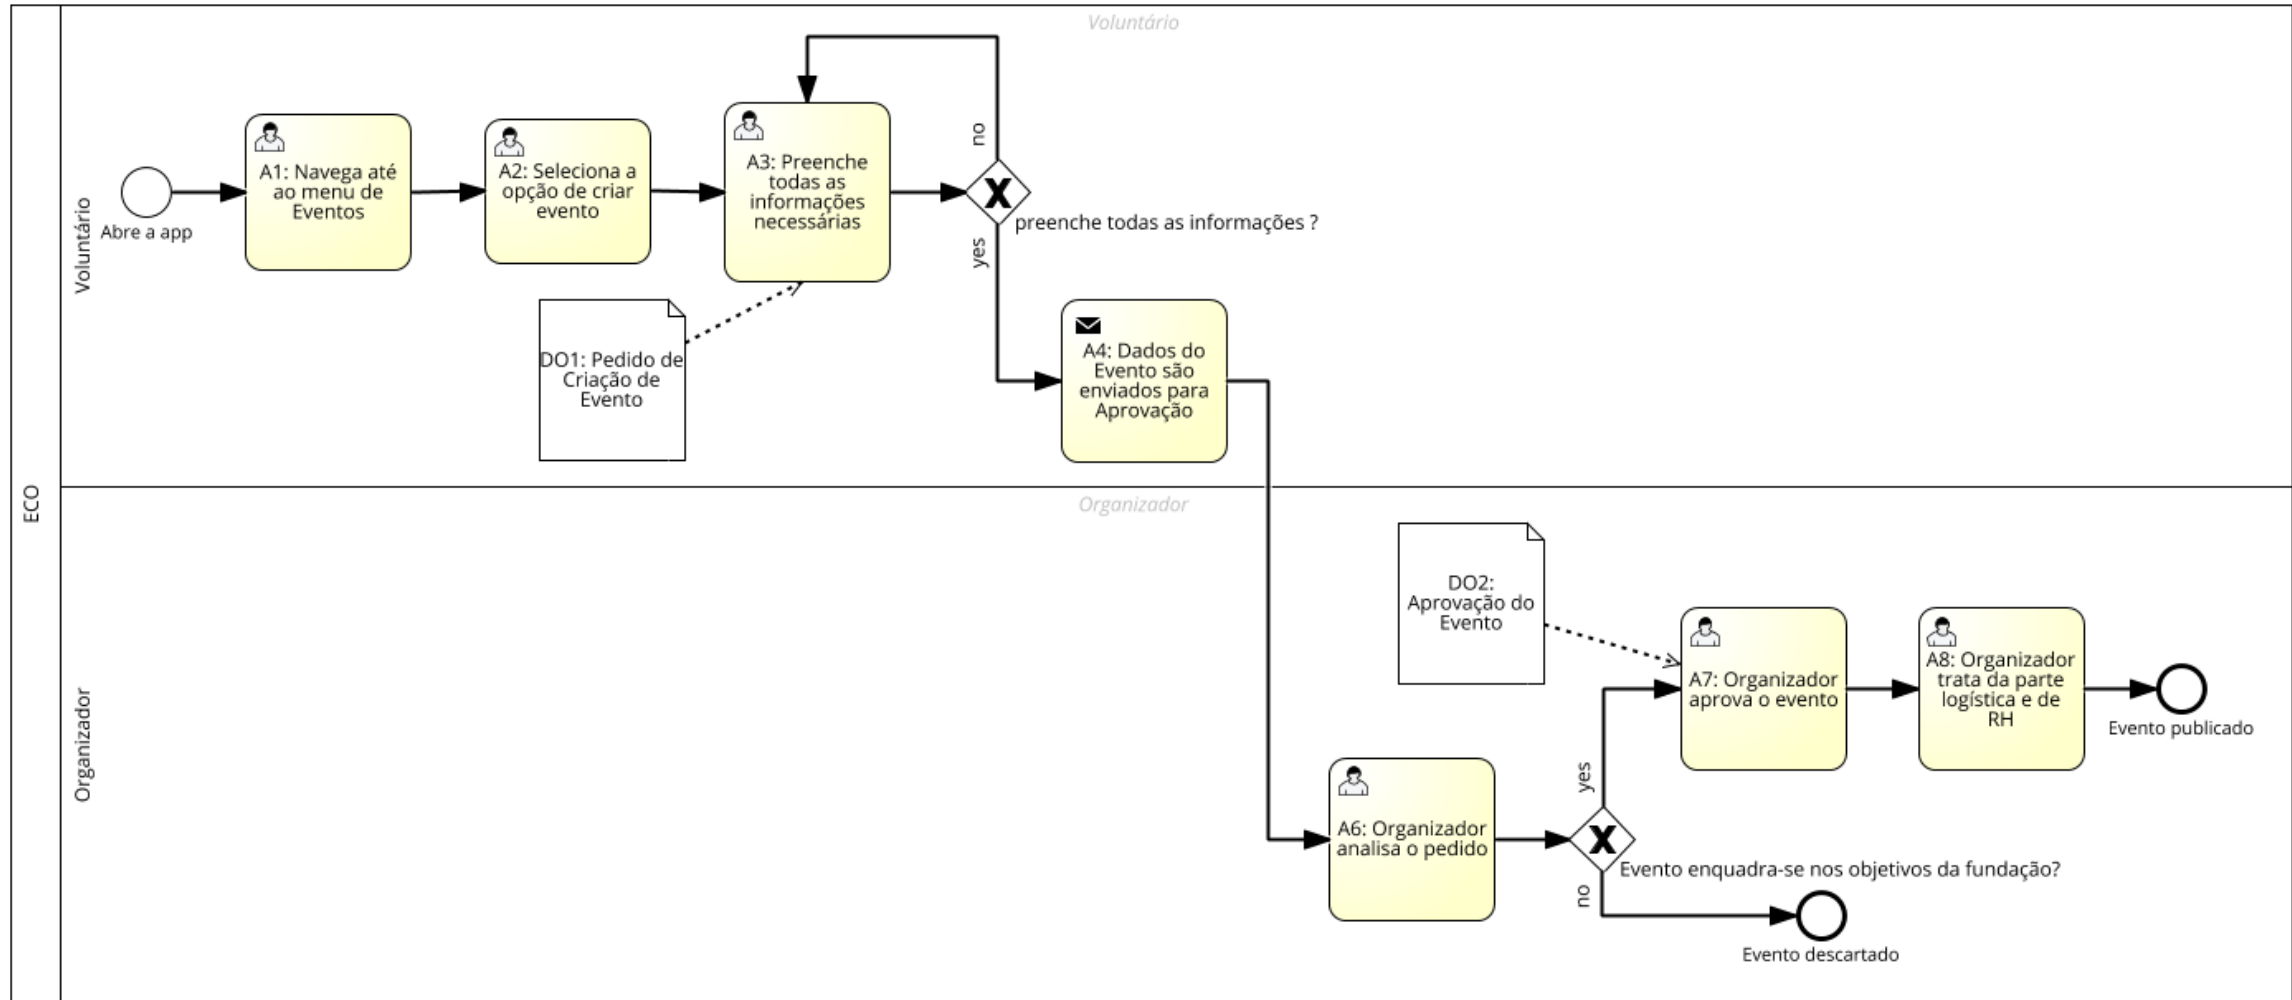 ECO
Voluntário
Voluntário
Abre a app
A1: Navega até
ao menu de
Eventos
A2: Seleciona a
opção de criar
evento
A3: Preenche
todas as
informações
necessárias
no
preenche todas as informações ?
yes
DO1: Pedido de
Criação de
Evento
A4: Dados do
Evento são
enviados para
Aprovação
Organizador
Organizador
DO2:
Aprovação do
Evento
A6: Organizador
analisa o pedido
yes
Evento enquadra-se nos objetivos da fundação?
no
A7: Organizador
aprova o evento
A8: Organizador
trata da parte
logística e de
RH
Evento publicado
Evento descartado